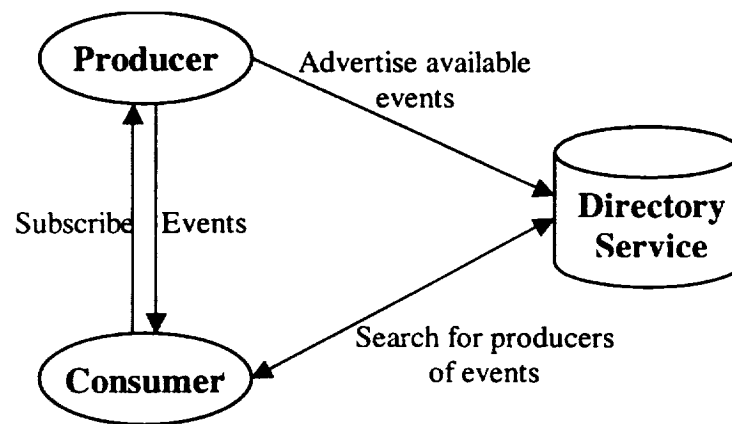 Producer
Advertise available
events
Directory
Service
Subscribe
Events
Search for producers
of events
Consumer